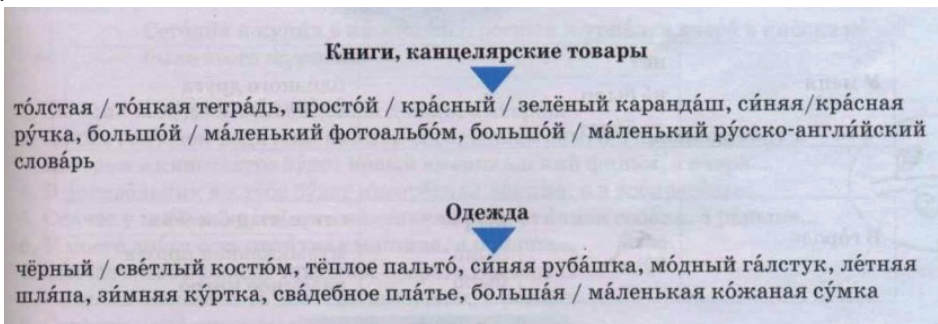 Книги, канцелярские товары
то́лстая / то́нкая тетра́дь, просто́й / кра́сный / зелёный каранда́ш, си́няя/кра́сная
ру́чка, большо́й / ма́ленький фотоальбо́м, большо́й / ма́ленький ру́сско-англи́йский
слова́рь
Одежда
чёрный / све́тлый костю́м, тёплое пальто́, си́няя руба́шка, мо́дный га́лстук, ле́тняя
шля́па, зи́мняя ку́ртка, сва́дебное пла́тье, больша́я / ма́ленькая ко́жаная су́мка